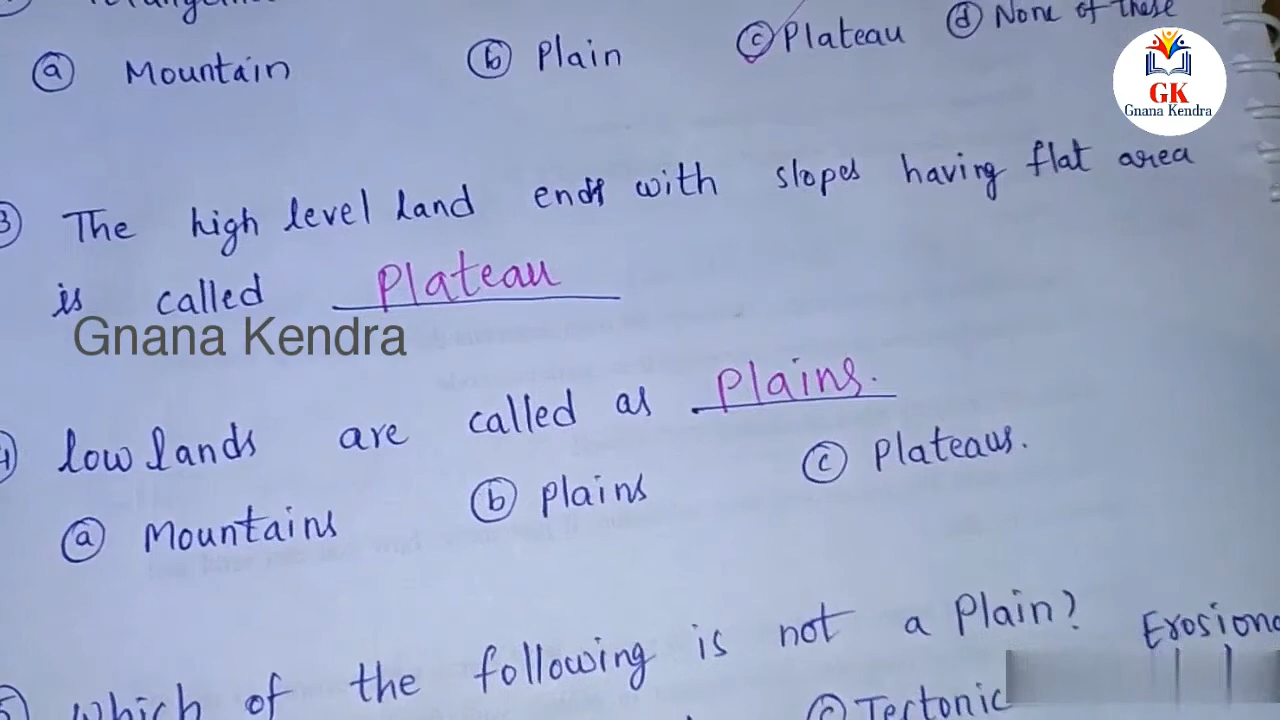 ⓐ Mountain ⓑ Plain ⓒ Plateau ⓓ None of these
GK
Gnana Kendra
③ The high level land ends with slopes having flat area
is called Plateau
Gnana Kendra
④ low lands are called as Plains.
ⓐ Mountains ⓑ plains ⓒ Plateaus.
⑤ Which of the following is not a Plain?
ⓒ Tectonic